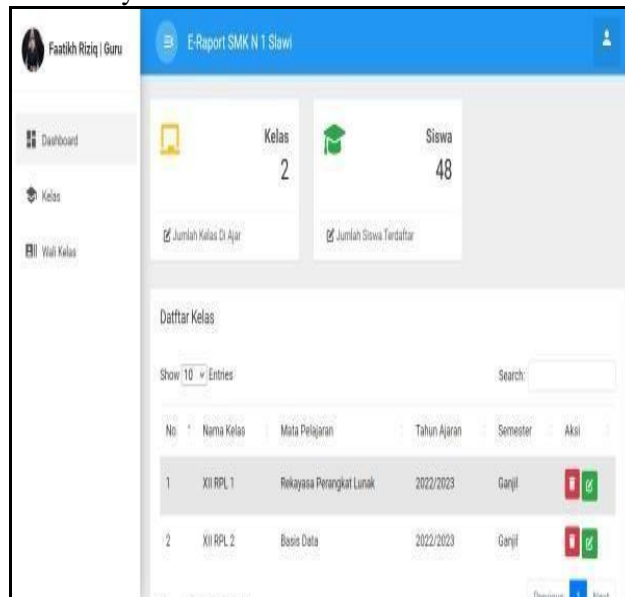 Faatikh Riziq | Guru
E-Raport SMK N 1 Slawi
Dashboard
Kelas
Wali Kelas
Kelas
2
Jumlah Kelas Di Ajar
Siswa
48
Jumlah Siswa Terdaftar
Datftar Kelas
Show 10 Entries
Search:
No Nama Kelas Mata Pelajaran Tahun Ajaran Semester Aksi
1 XII RPL 1 Rekayasa Perangkat Lunak 2022/2023 Ganjil
2 XII RPL 2 Basis Data 2022/2023 Ganjil
Previous 1 Next